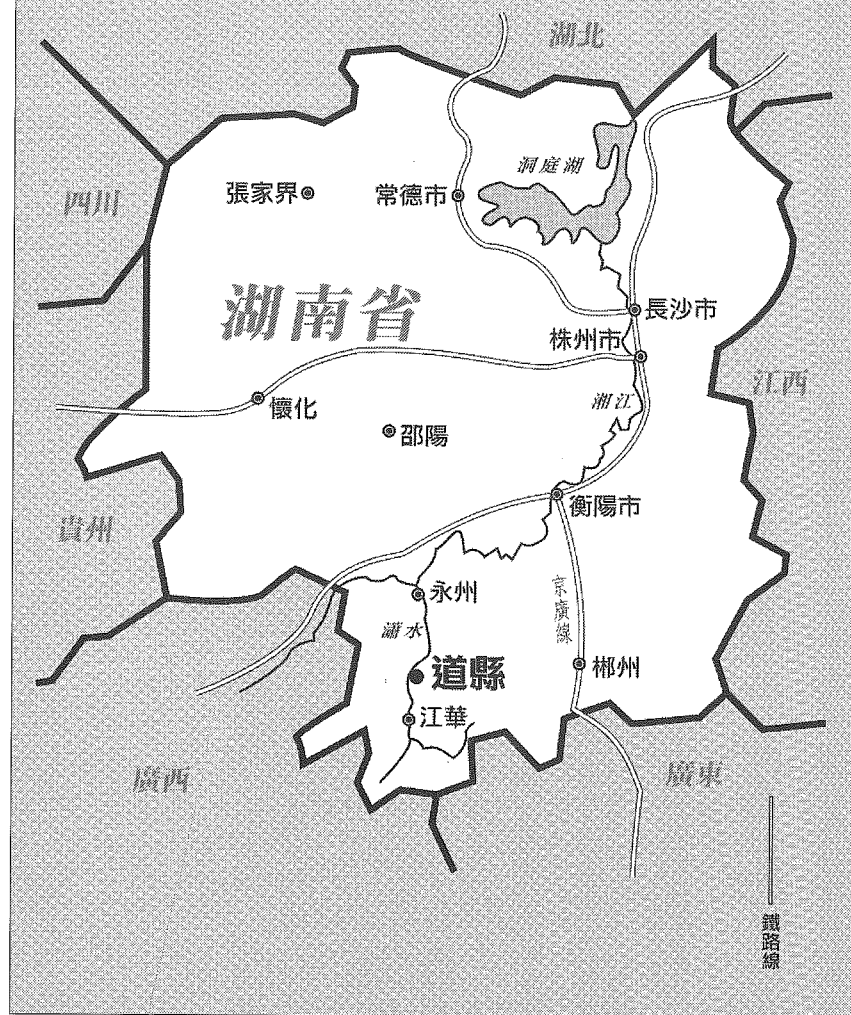 湖北
洞庭湖
四川
張家界
常德市
湖南省
長沙市
株州市
江西
湘江
懷化
邵陽
衡陽市
貴州
京廣線
永州
瀟水
道縣
郴州
江華
廣西
廣東
鐵路線